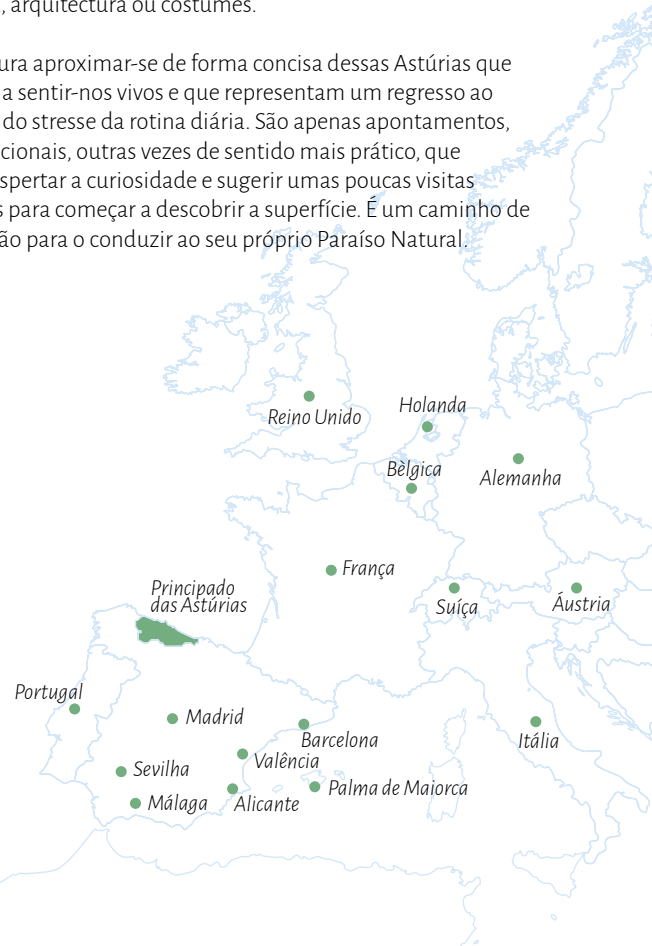 , arquitectura ou costumes.
ura aproximar-se de forma concisa dessas Astúrias que
a sentir-nos vivos e que representam um regresso ao
do stresse da rotina diária. São apenas apontamentos,
cionais, outras vezes de sentido mais prático, que
spertar a curiosidade e sugerir umas poucas visitas
s para começar a descobrir a superfície. É um caminho de
ão para o conduzir ao seu próprio Paraíso Natural.
Holanda
Reino Unido
Bèlgica
Alemanha
França
Principado
das Astúrias
Suíça
Áustria
Portugal
Madrid
Barcelona
Itália
Valência
Sevilha
Palma de Maiorca
Málaga
Alicante